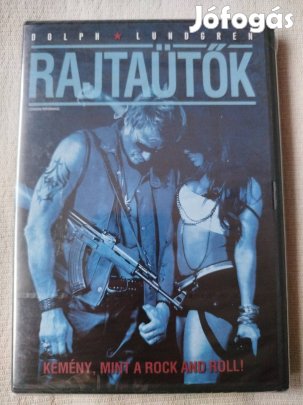 Jófogás
DOLPH ★ LUNDGREN
RAJTAÜTŐK
KEMÉNY, MINT A ROCK AND ROLL!